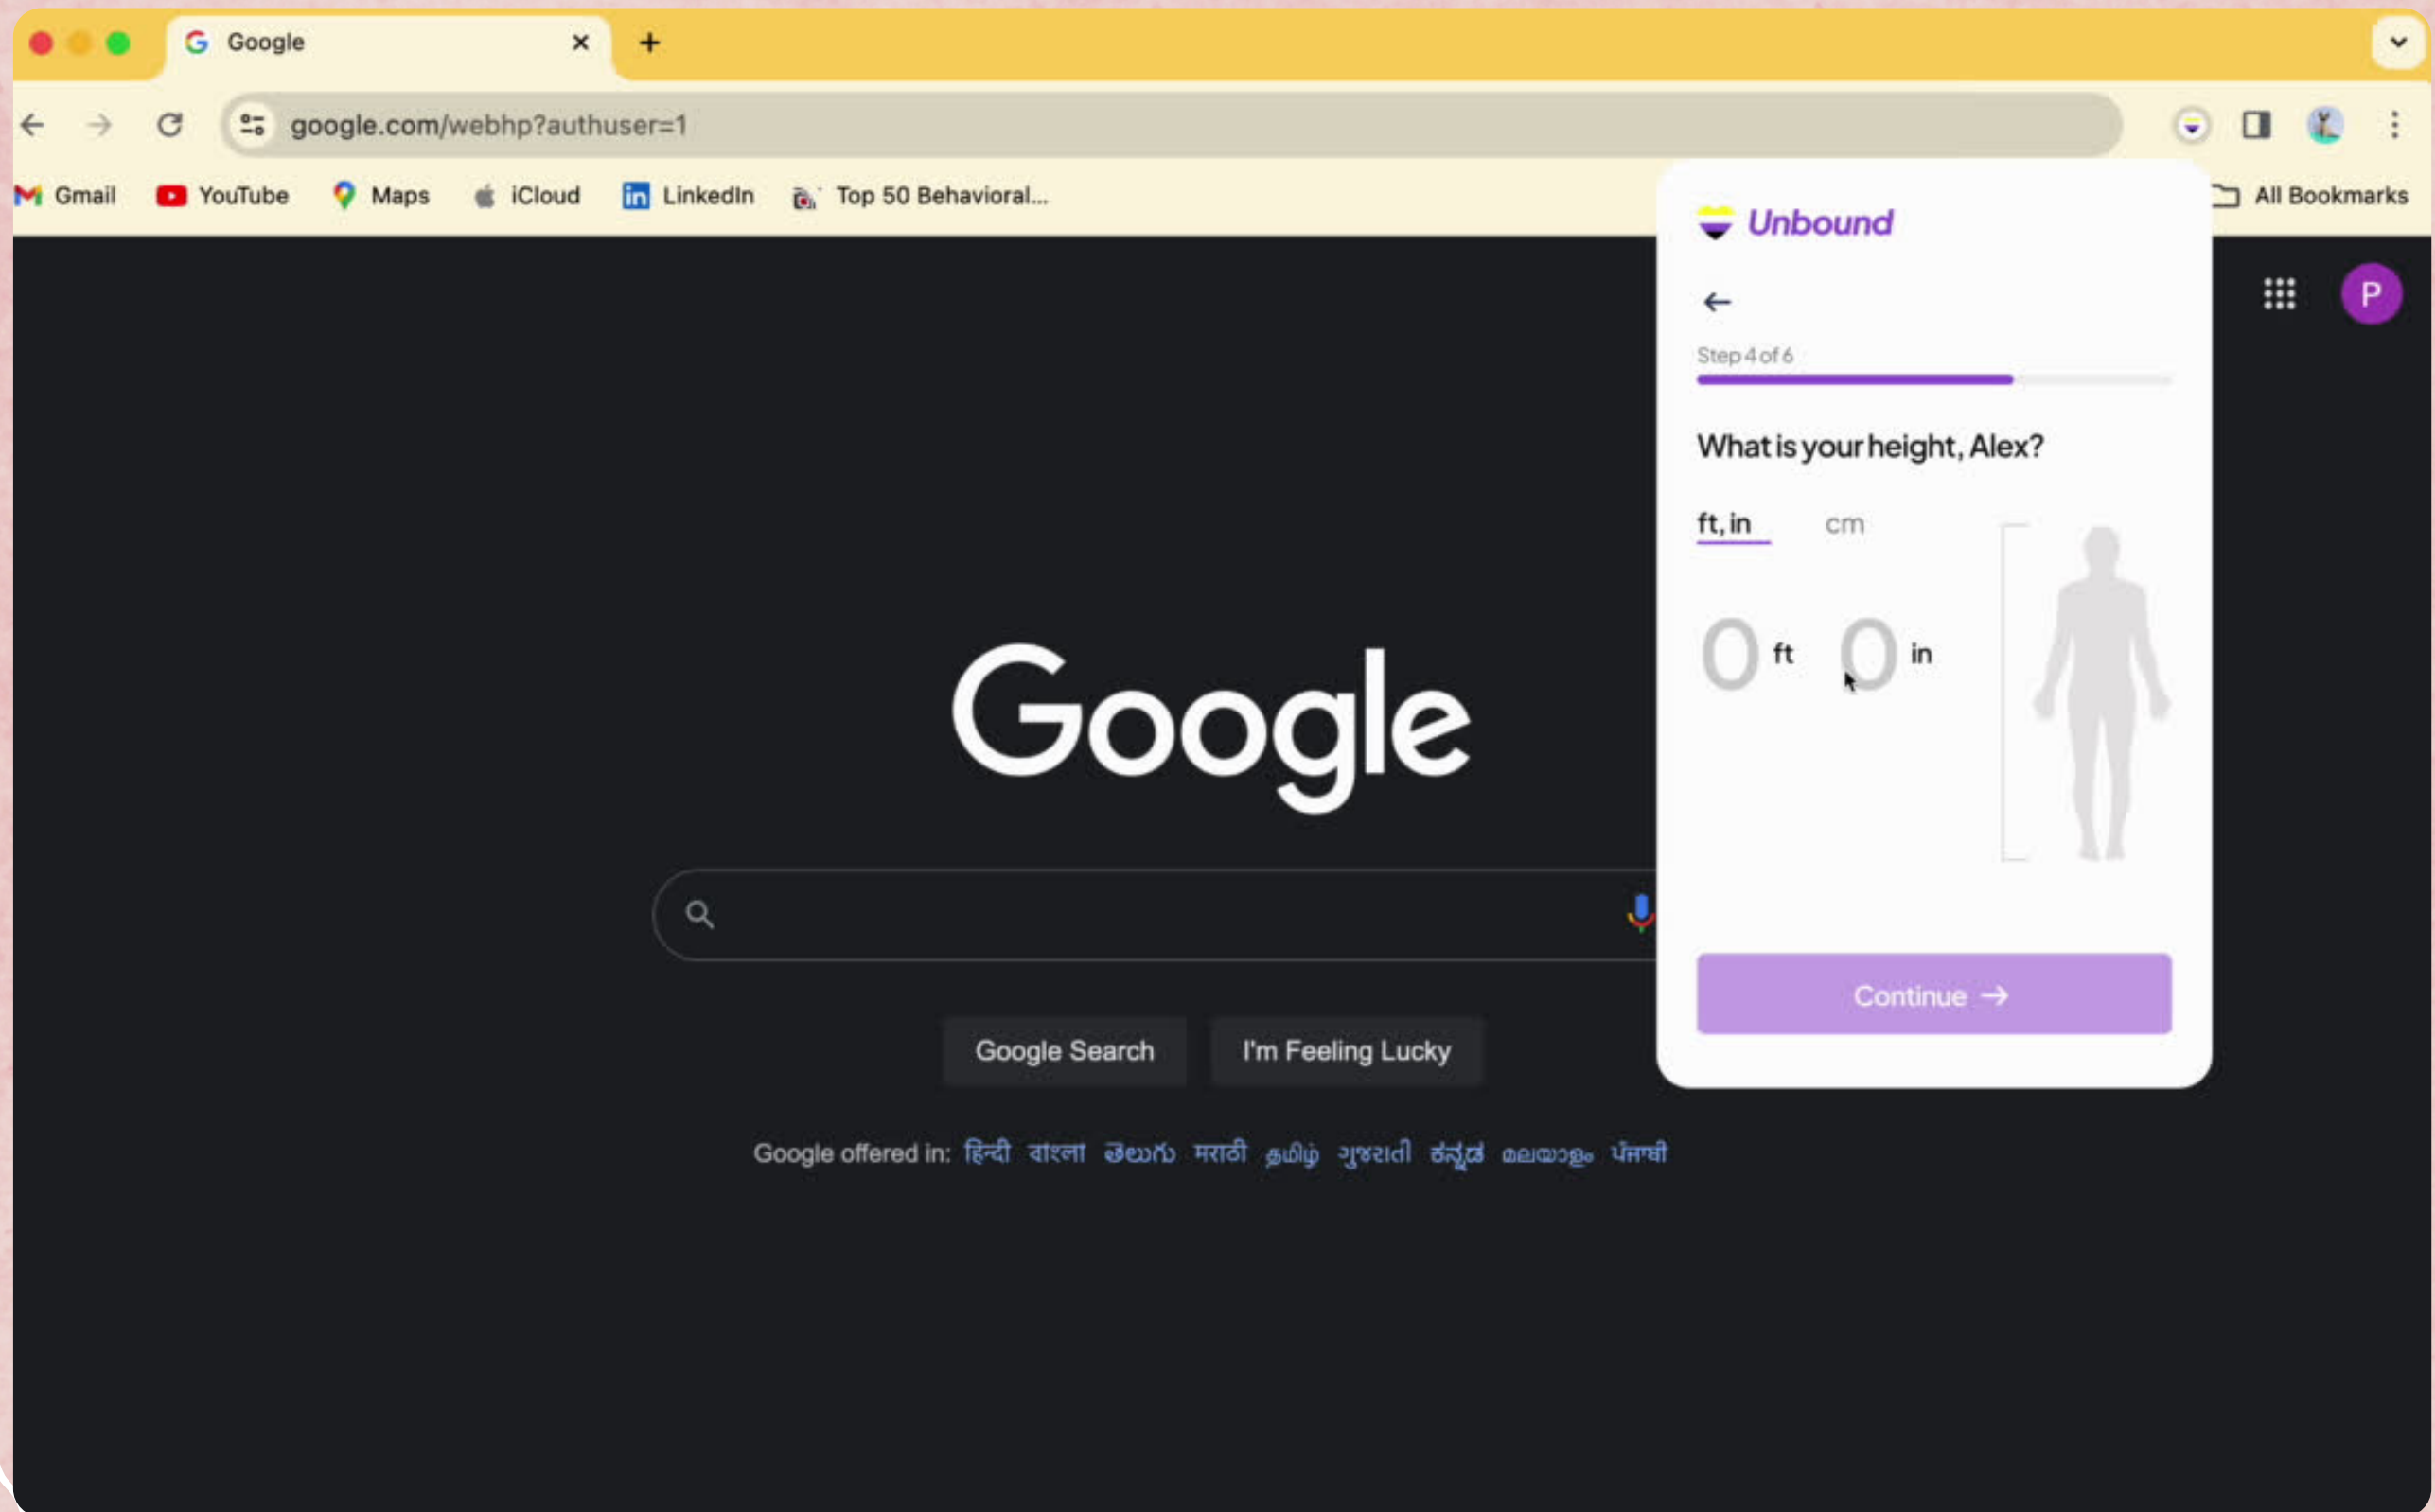 Google
google.com/webhp?authuser=1
Gmail YouTube Maps iCloud LinkedIn Top 50 Behavioral... All Bookmarks
Unbound
P
Step 4 of 6
What is your height, Alex?
ft, in cm
0 ft 0 in
Google
Continue →
Google Search I'm Feeling Lucky
Google offered in: हिन्दी বাংলা తెలుగు मराठी தமிழ் ગુજરાતી ಕನ್ನಡ മലയാളം ਪੰਜਾਬੀ